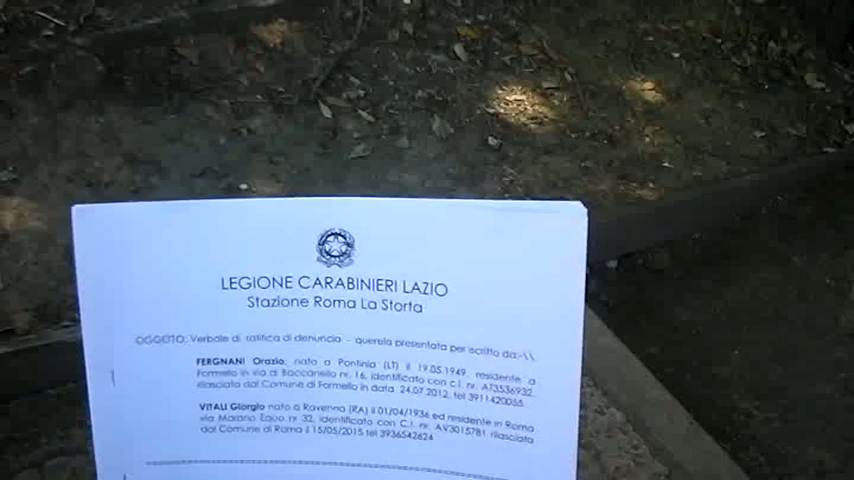 LEGIONE CARABINIERI LAZIO
Stazione Roma La Storta
OGGETTO: Verbale di ratifica di denuncia - querela presentata per iscritto da:-\\
FERGNANI Orazio, nato a Pontinia (LT) il 19.05.1949, residente a
Formello in via di Boccanello nr. 16, identificato con c.i. nr. AT3536932
rilasciata dal Comune di Formello in data 24.07.2012, tel 3911420055.
VITALI Giorgio nato a Ravenna (RA) il 01/04/1936 ed residente in Roma
via Marano Equo nr 32, identificato con C.I. nr. AV3015781 rilasciata
dal Comune di Roma il 15/05/2015 tel 3936542624